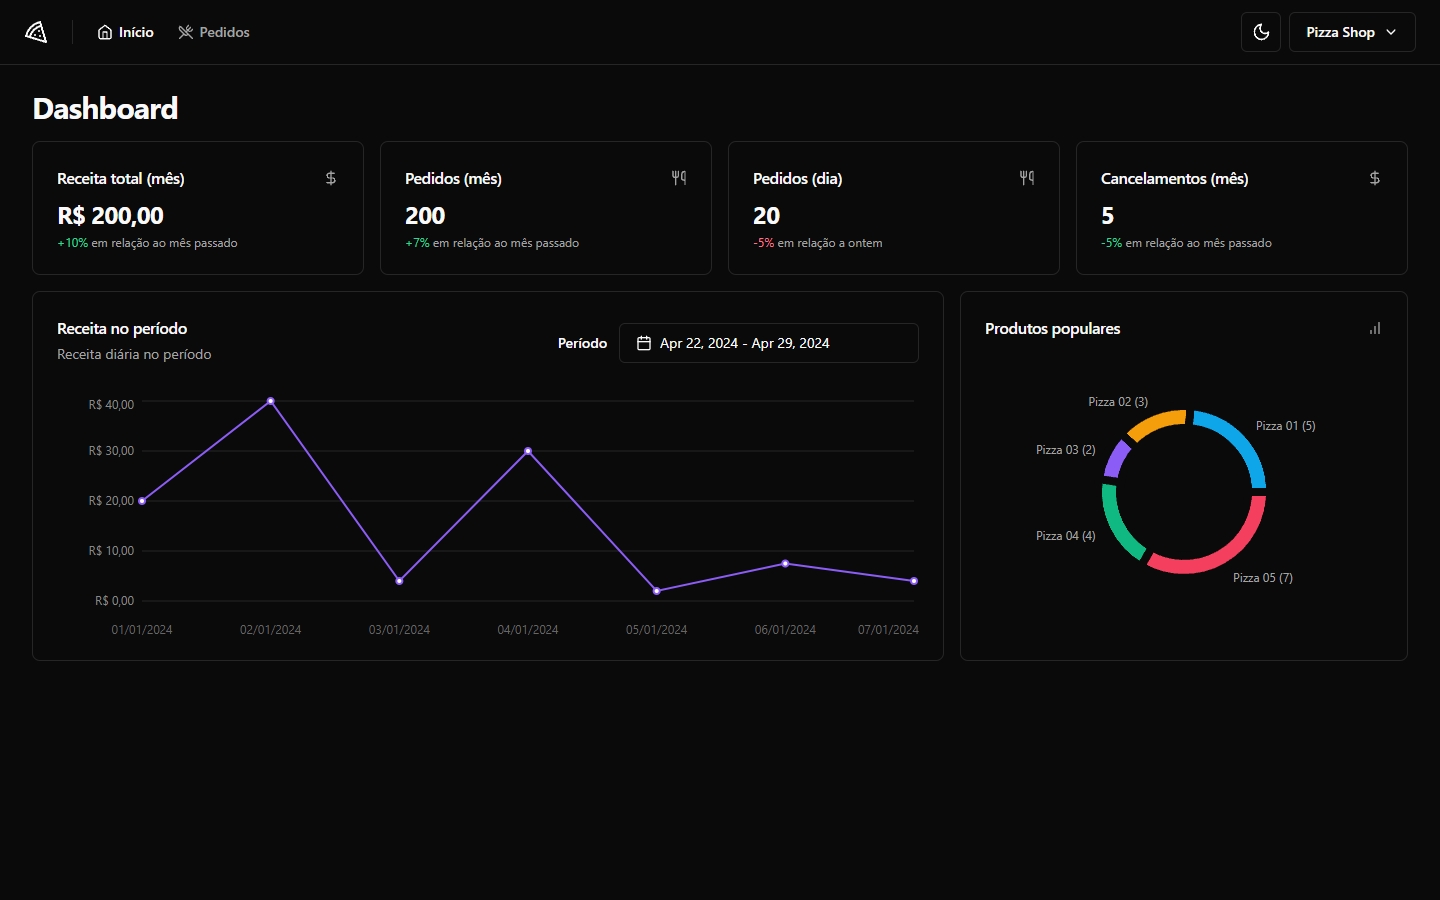 Início
Pedidos
Pizza Shop
Dashboard
Receita total (mês)
R$ 200,00
+10% em relação ao mês passado
Pedidos (mês)
200
+7% em relação ao mês passado
Pedidos (dia)
20
-5% em relação a ontem
Cancelamentos (mês)
5
-5% em relação ao mês passado
Receita no período
Receita diária no período
Período
Apr 22, 2024 - Apr 29, 2024
R$ 40,00
R$ 30,00
R$ 20,00
R$ 10,00
R$ 0,00
01/01/2024
02/01/2024
03/01/2024
04/01/2024
05/01/2024
06/01/2024
07/01/2024
Produtos populares
Pizza 02 (3)
Pizza 01 (5)
Pizza 03 (2)
Pizza 04 (4)
Pizza 05 (7)